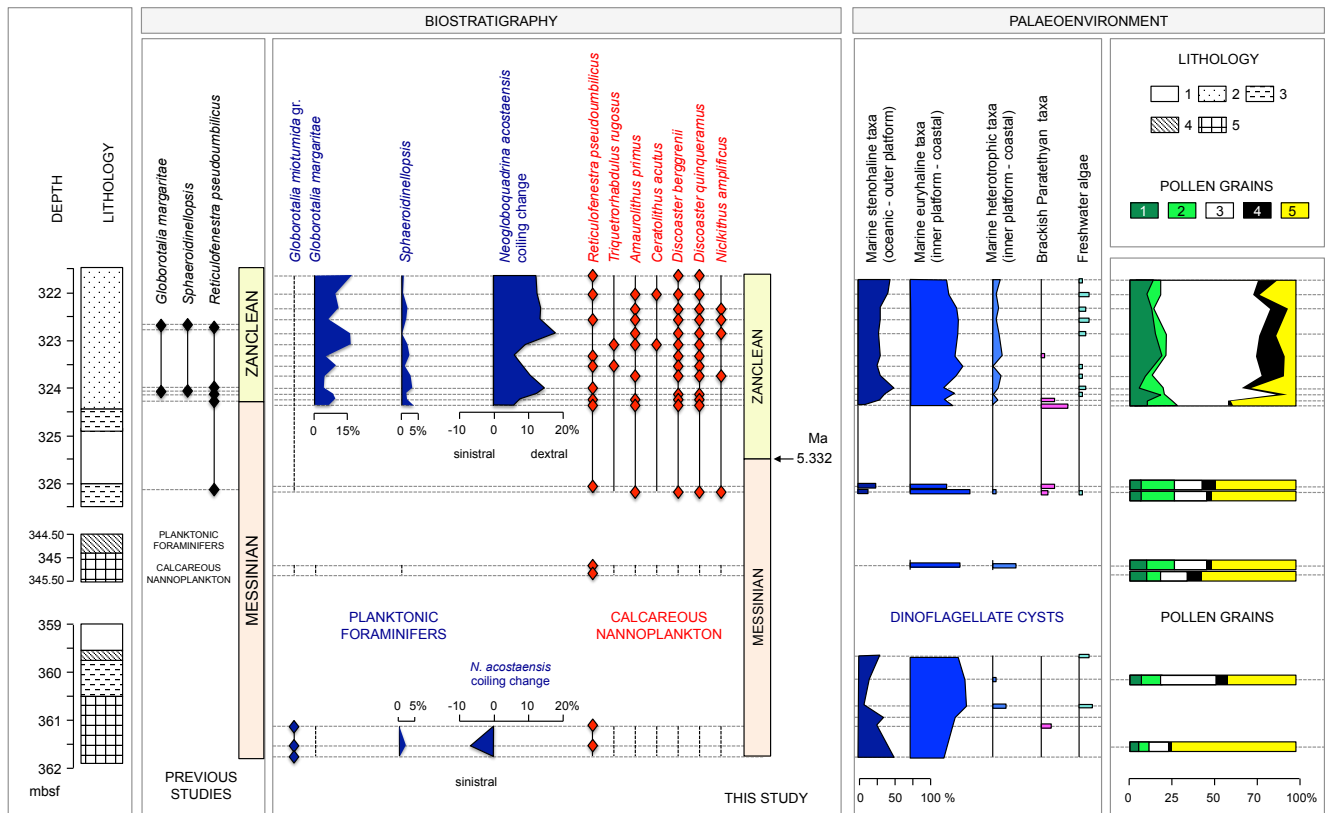 BIOSTRATIGRAPHY
PALAEOENVIRONMENT
DEPTH
LITHOLOGY
Globorotalia margaritae
Sphaeroidinellopsis
Reticulofenestra pseudoumbilicus
Globorotalia miotumida gr.
Globorotalia margaritae
Sphaeroidinellopsis
Neogloboquadrina acostaensis
coiling change
Reticulofenestra pseudoumbilicus
Triquetrorhabdulus rugosus
Amaurolithus primus
Ceratolithus acutus
Discoaster berggrenii
Discoaster quinqueramus
Niclkithus amplificus
Marine stenohaline taxa
(oceanic - outer platform)
Marine euryhaline taxa
(inner platform - coastal)
Marine heterotrophic taxa
(inner platform - coastal)
Brackish Paratethyan taxa
Freshwater algae
LITHOLOGY
1 2 3
4 5
POLLEN GRAINS
1 2 3 4 5
322
323
324
325
326
344.50
345
345.50
359
360
361
362
mbsf
ZANCLEAN
MESSINIAN
PLANKTONIC
FORAMINIFERS
CALCAREOUS
NANNOPLANKTON
PREVIOUS
STUDIES
0 15%
0 5%
-10 0 10 20%
sinistral dextral
ZANCLEAN
MESSINIAN
Ma
5.332
PLANKTONIC
FORAMINIFERS
CALCAREOUS
NANNOPLANKTON
N. acostaensis
coiling change
0 5%
-10 0 10 20%
sinistral
THIS STUDY
DINOFLAGELLATE CYSTS
POLLEN GRAINS
0 50 100 %
0 25 50 75 100%